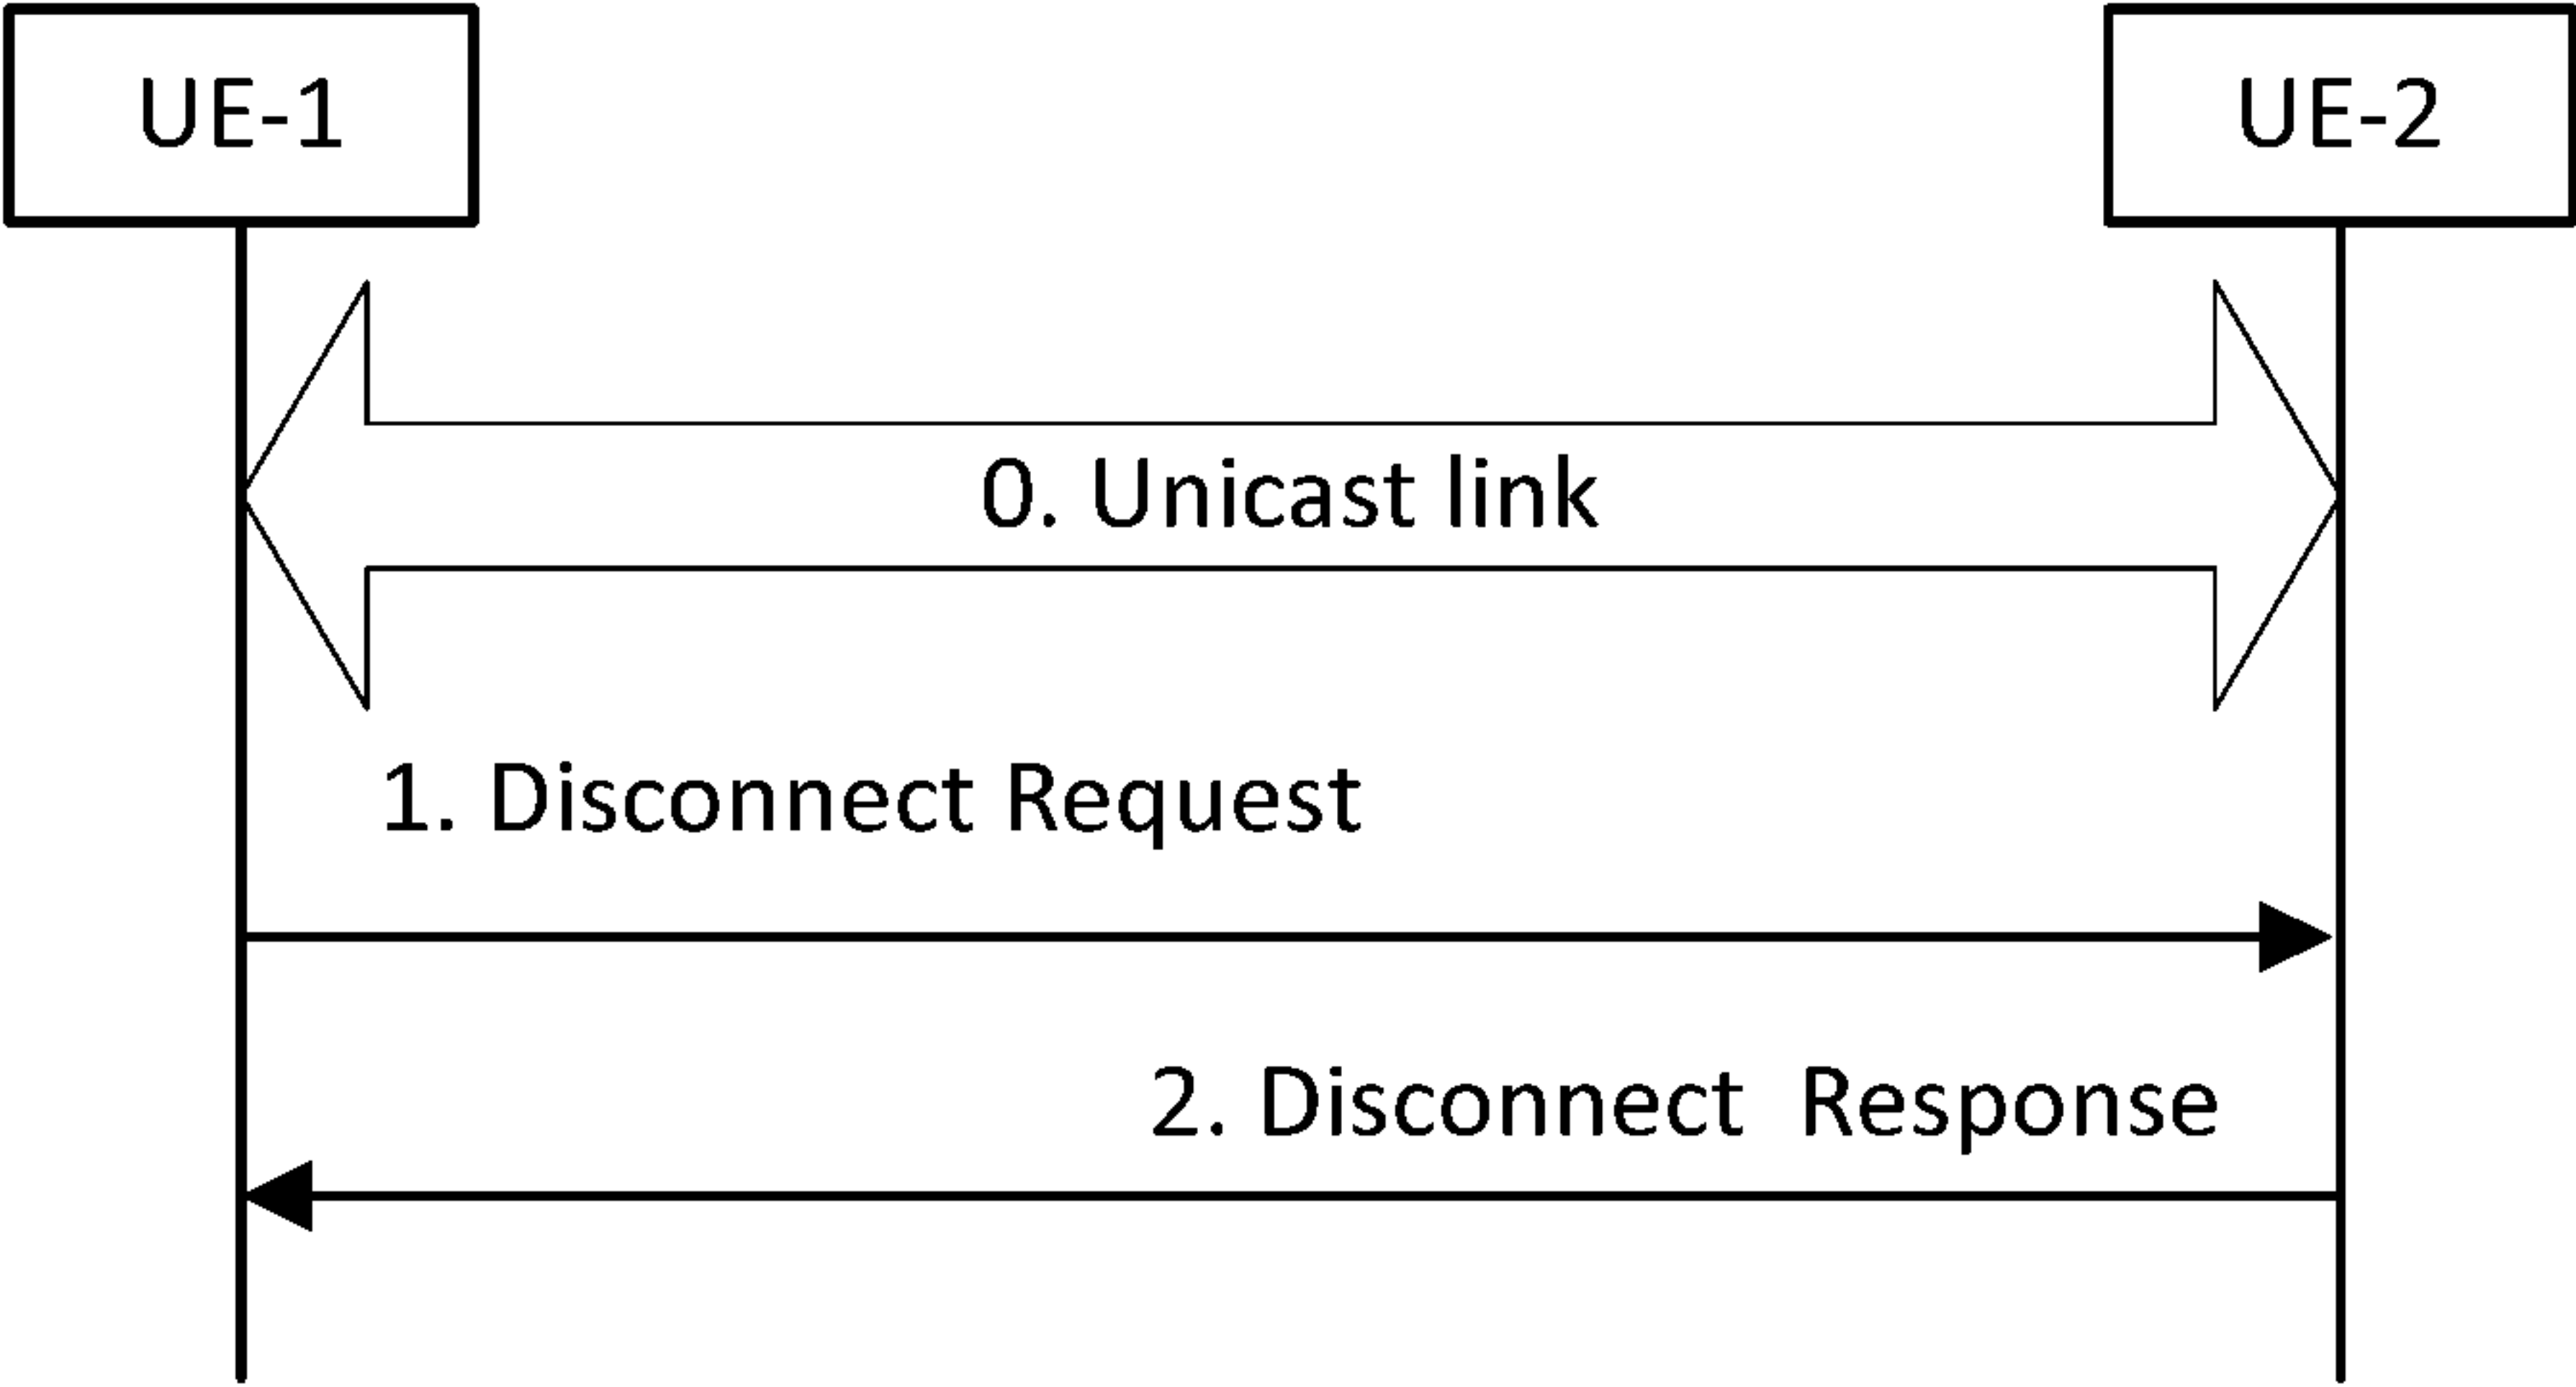 UE-1
UE-2
0. Unicast link
1. Disconnect Request
2. Disconnect  Response